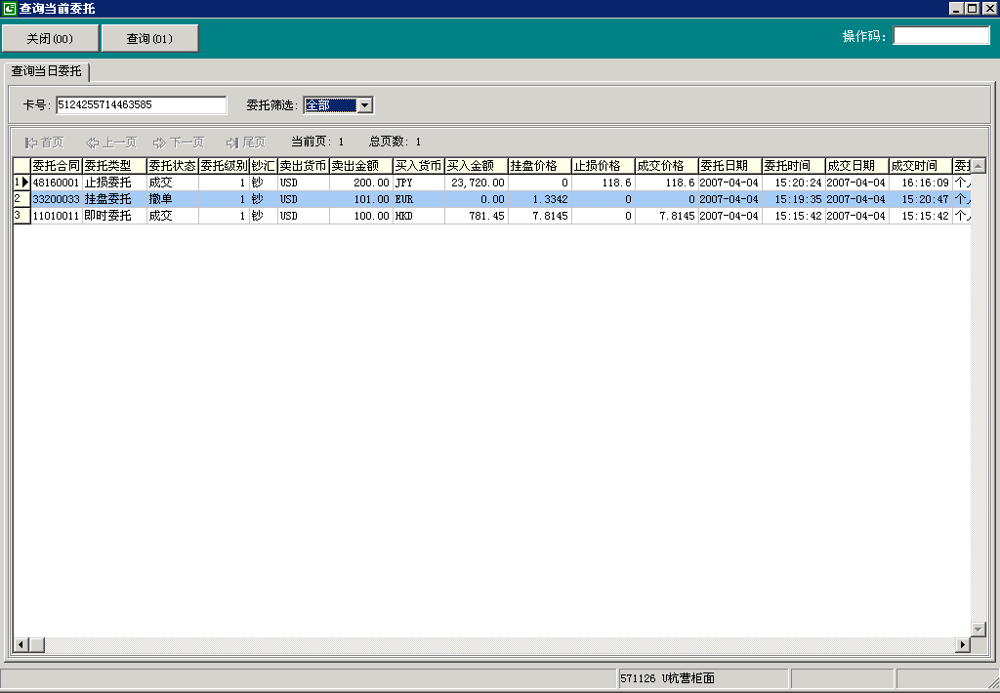 查询当前委托
关闭(00) 查询(01) 操作码:
查询当日委托
卡号: 5124255714463585 委托筛选: 全部
首页 上一页 下一页 尾页 当前页: 1 总页数: 1
委托合同 委托类型 委托状态 委托级别 钞汇 卖出货币 卖出金额 买入货币 买入金额 挂盘价格 止损价格 成交价格 委托日期 委托时间 成交日期 成交时间
1 48160001 止损委托 成交 1 钞 USD 200.00 JPY 23,720.00 0 118.6 118.6 2007-04-04 15:20:24 2007-04-04 16:16:09 个
2 33200033 挂盘委托 撤单 1 钞 USD 101.00 EUR 0.00 1.3342 0 0 2007-04-04 15:19:35 2007-04-04 15:20:47 个
3 11010011 即时委托 成交 1 钞 USD 100.00 HKD 781.45 7.8145 0 7.8145 2007-04-04 15:15:42 2007-04-04 15:15:42 个
571126 U杭营柜面